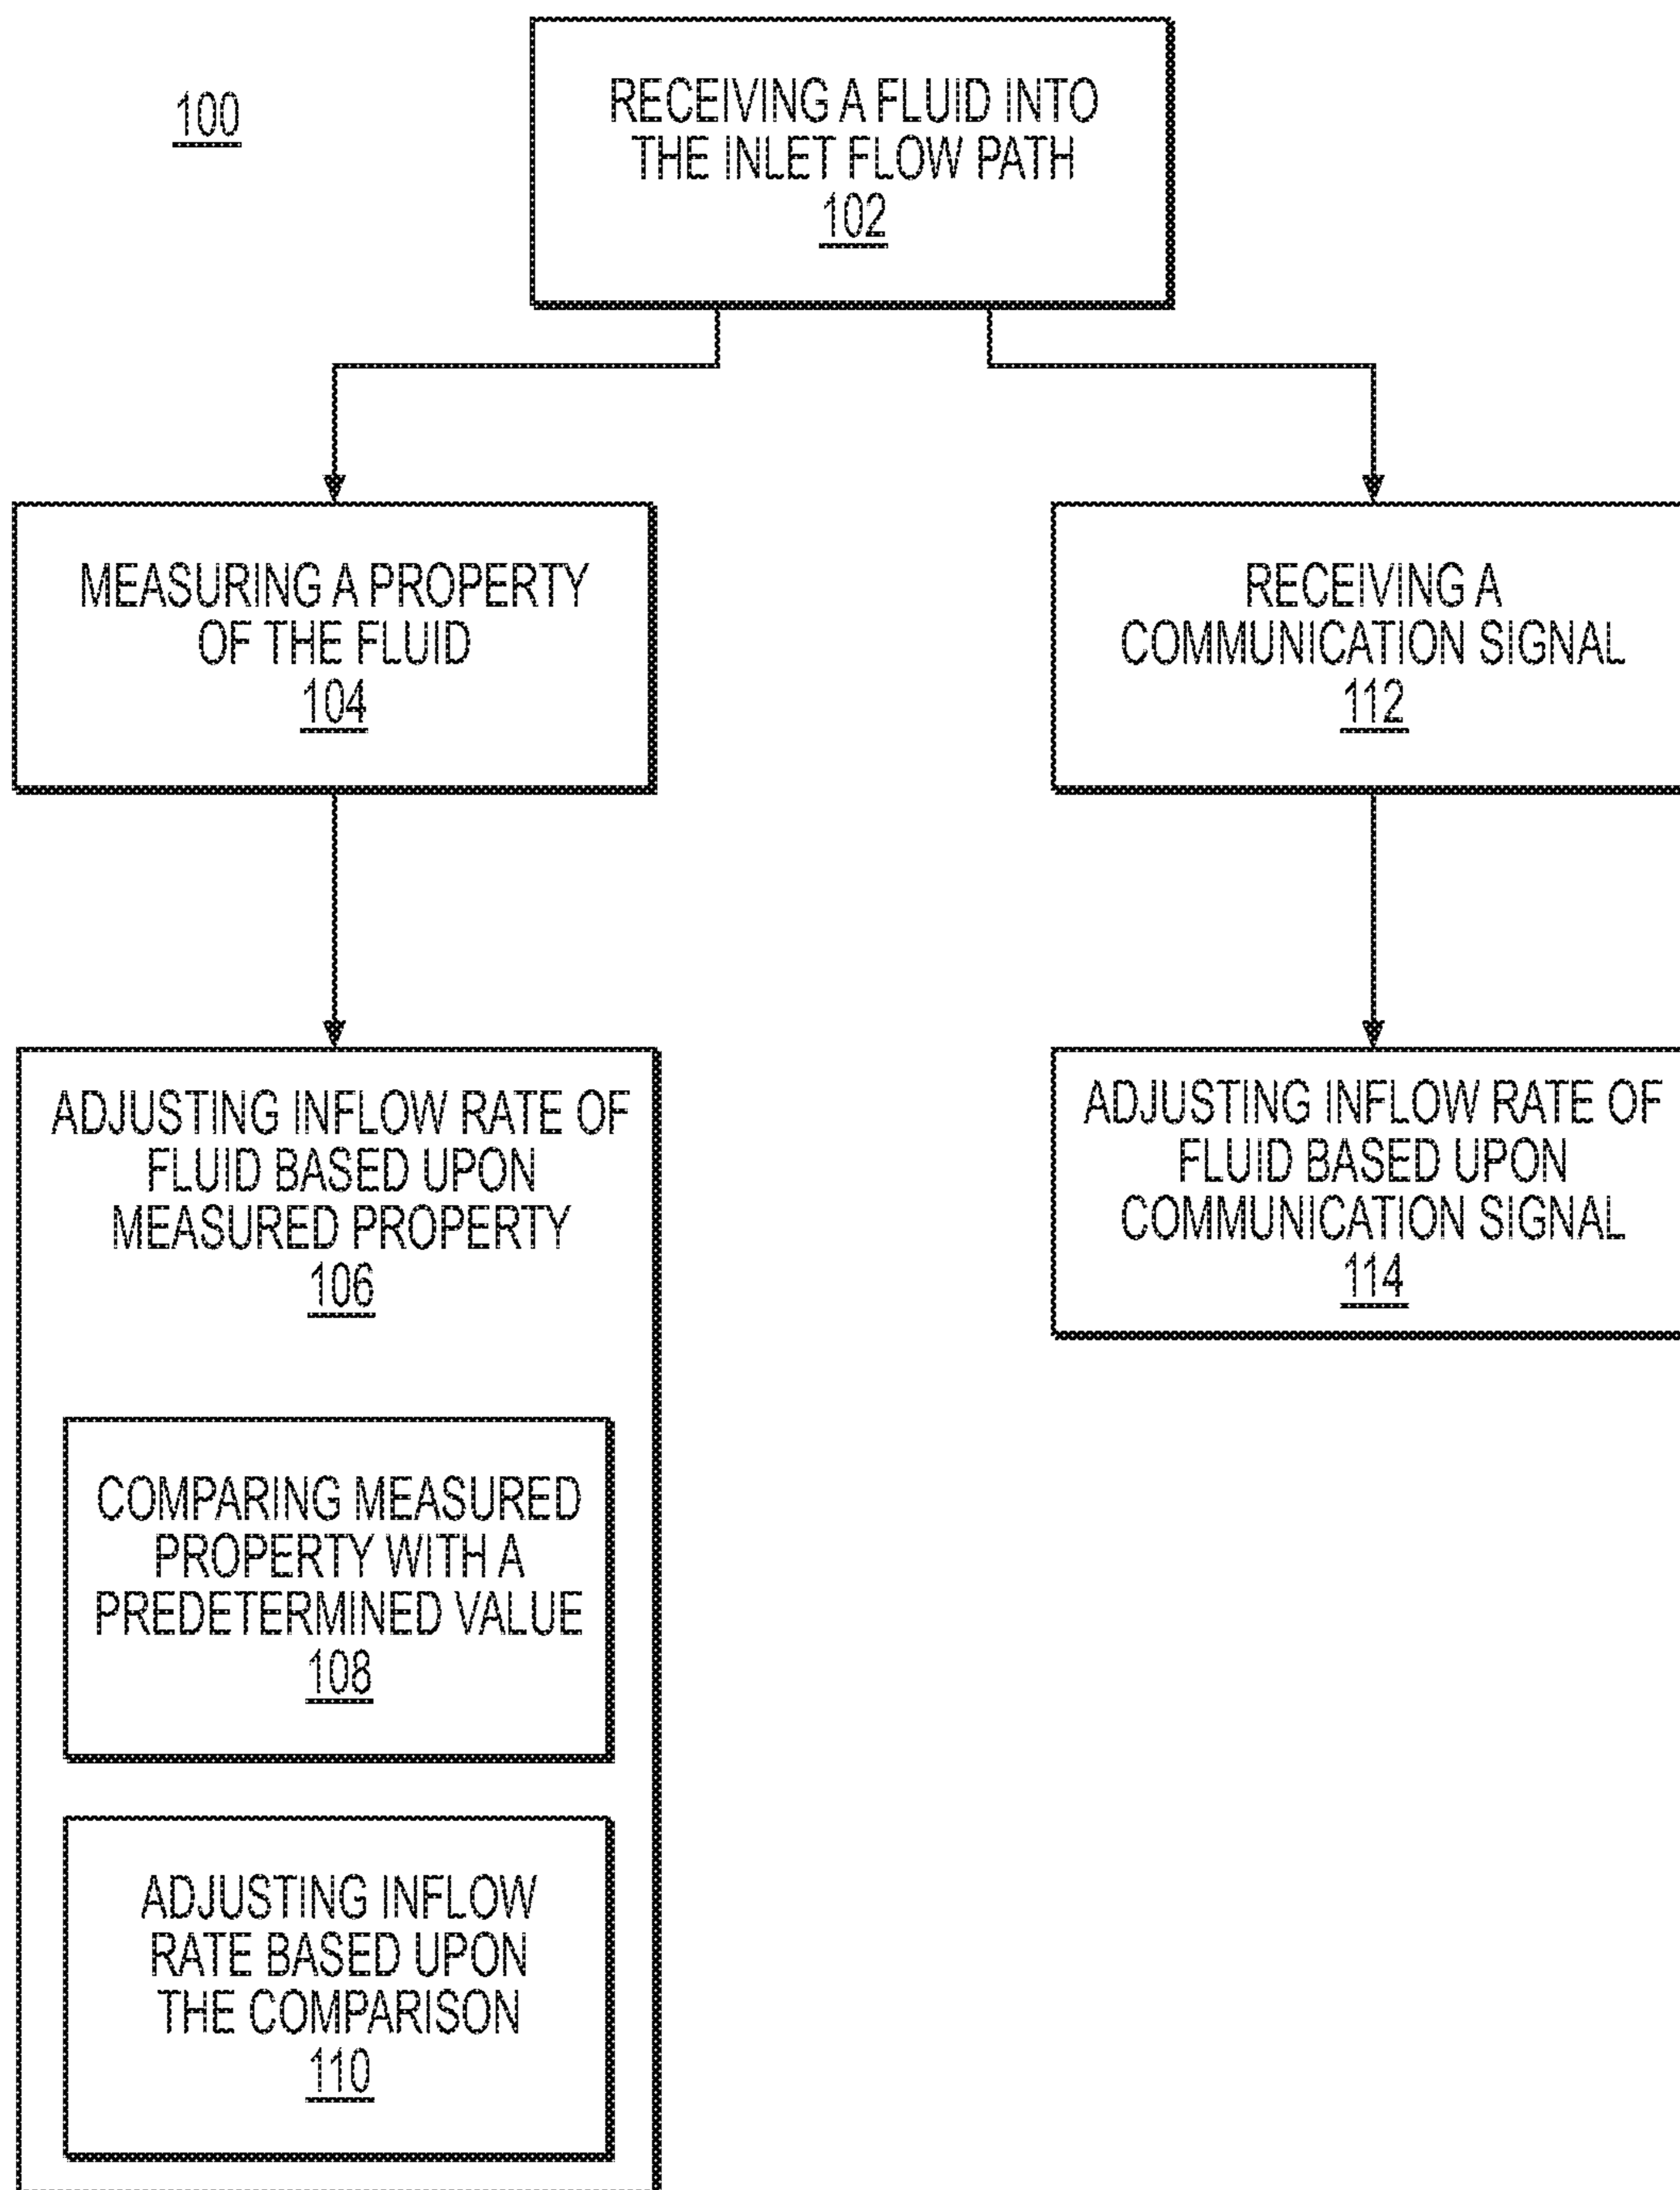 100
RECEIVING A FLUID INTO
THE INLET FLOW PATH
102
MEASURING A PROPERTY
OF THE FLUID
104
RECEIVING A
COMMUNICATION SIGNAL
112
ADJUSTING INFLOW RATE OF
FLUID BASED UPON
MEASURED PROPERTY
106
ADJUSTING INFLOW RATE OF
FLUID BASED UPON
COMMUNICATION SIGNAL
114
COMPARING MEASURED
PROPERTY WITH A
PREDETERMINED VALUE
108
ADJUSTING INFLOW
RATE BASED UPON
THE COMPARISON
110